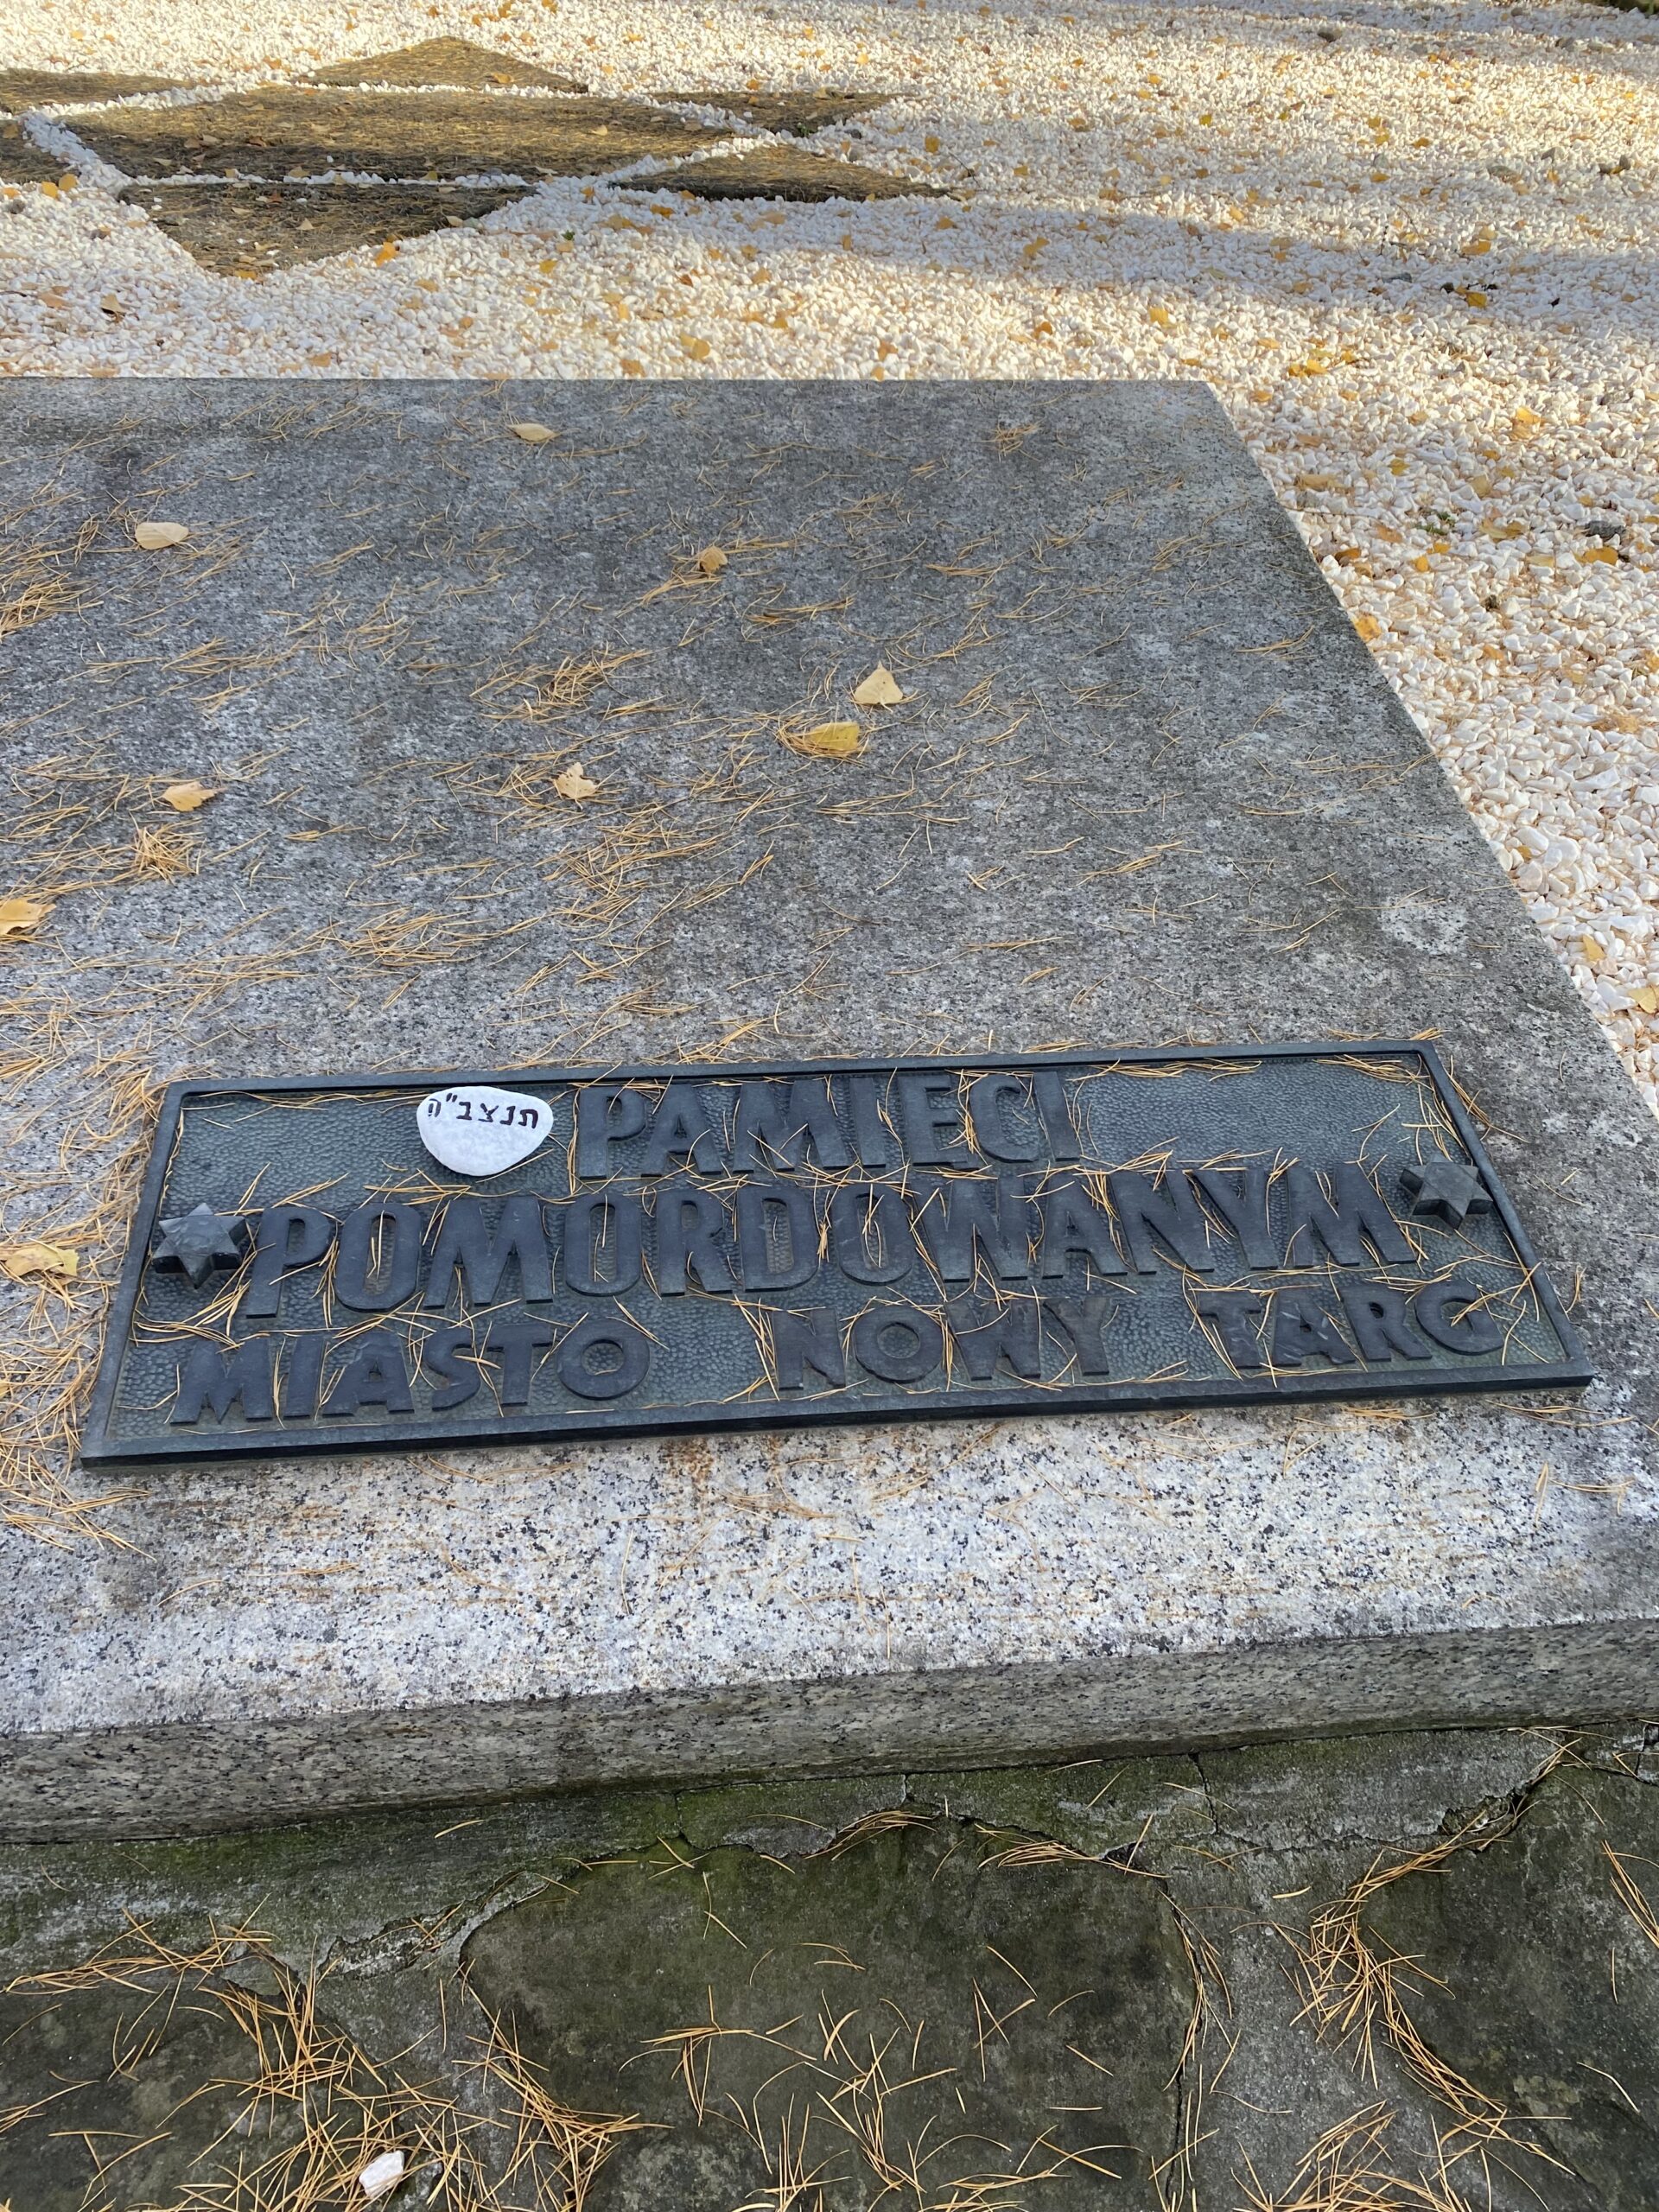 תנצב"ה
PAMIĘCI
POMORDOWANYM
MIASTO NOWY TARG